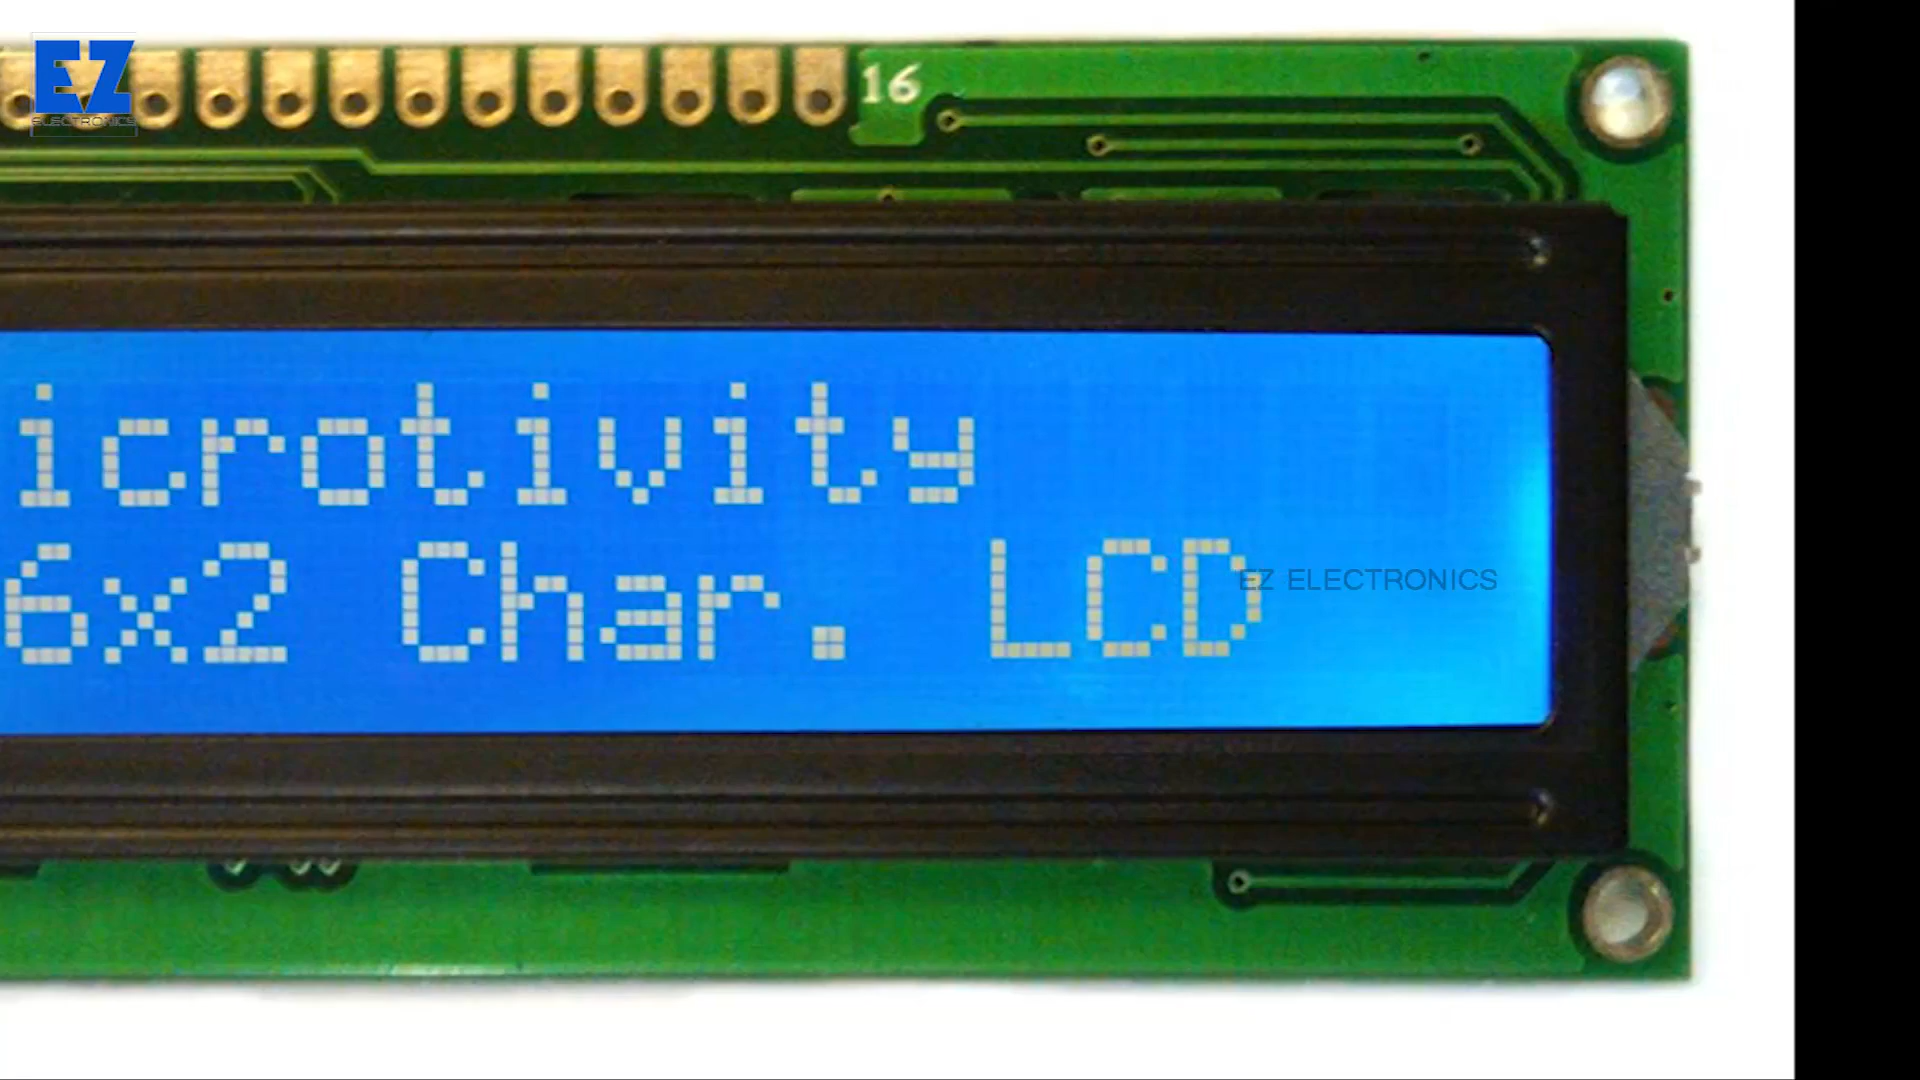 EZ
ELECTRONICS
16
icrotivity
6x2 Char. LCD
EZ ELECTRONICS